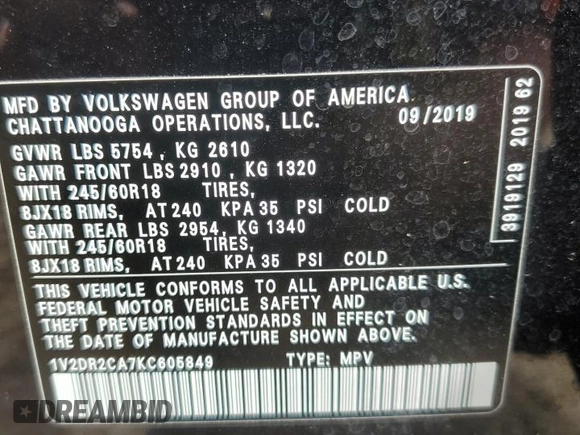 MFD BY VOLKSWAGEN GROUP OF AMERICA
CHATTANOOGA OPERATIONS, LLC. 09/2019
GVWR LBS 5754 , KG 2610
GAWR FRONT LBS 2910 , KG 1320
WITH 245/60R18 TIRES,
8JX18 RIMS, AT 240 KPA 35 PSI COLD
GAWR REAR LBS 2954, KG 1340
WITH 245/60R18 TIRES,
8JX18 RIMS, AT 240 KPA 35 PSI COLD
THIS VEHICLE CONFORMS TO ALL APPLICABLE U.S.
FEDERAL MOTOR VEHICLE SAFETY AND
THEFT PREVENTION STANDARDS IN EFFECT ON
THE DATE OF MANUFACTURE SHOWN ABOVE.
1V2DR2CA7KC605849 TYPE: MPV
3919129 2019 62
DREAMBID.PL